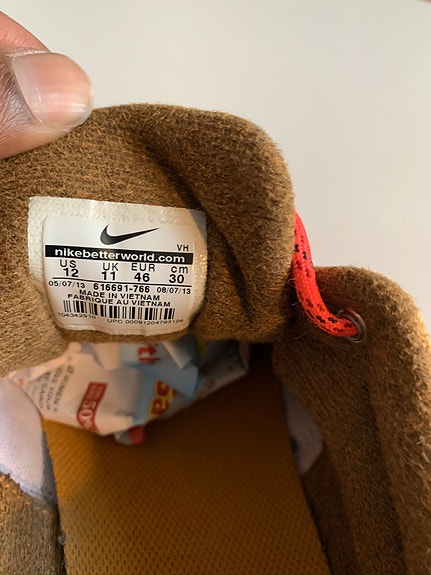 VH
nikebetterworld.com
US UK EUR cm
12 11 46 30
05/07/13 616691-766 08/07/13
MADE IN VIETNAM
FABRIQUE AU VIETNAM
UPC